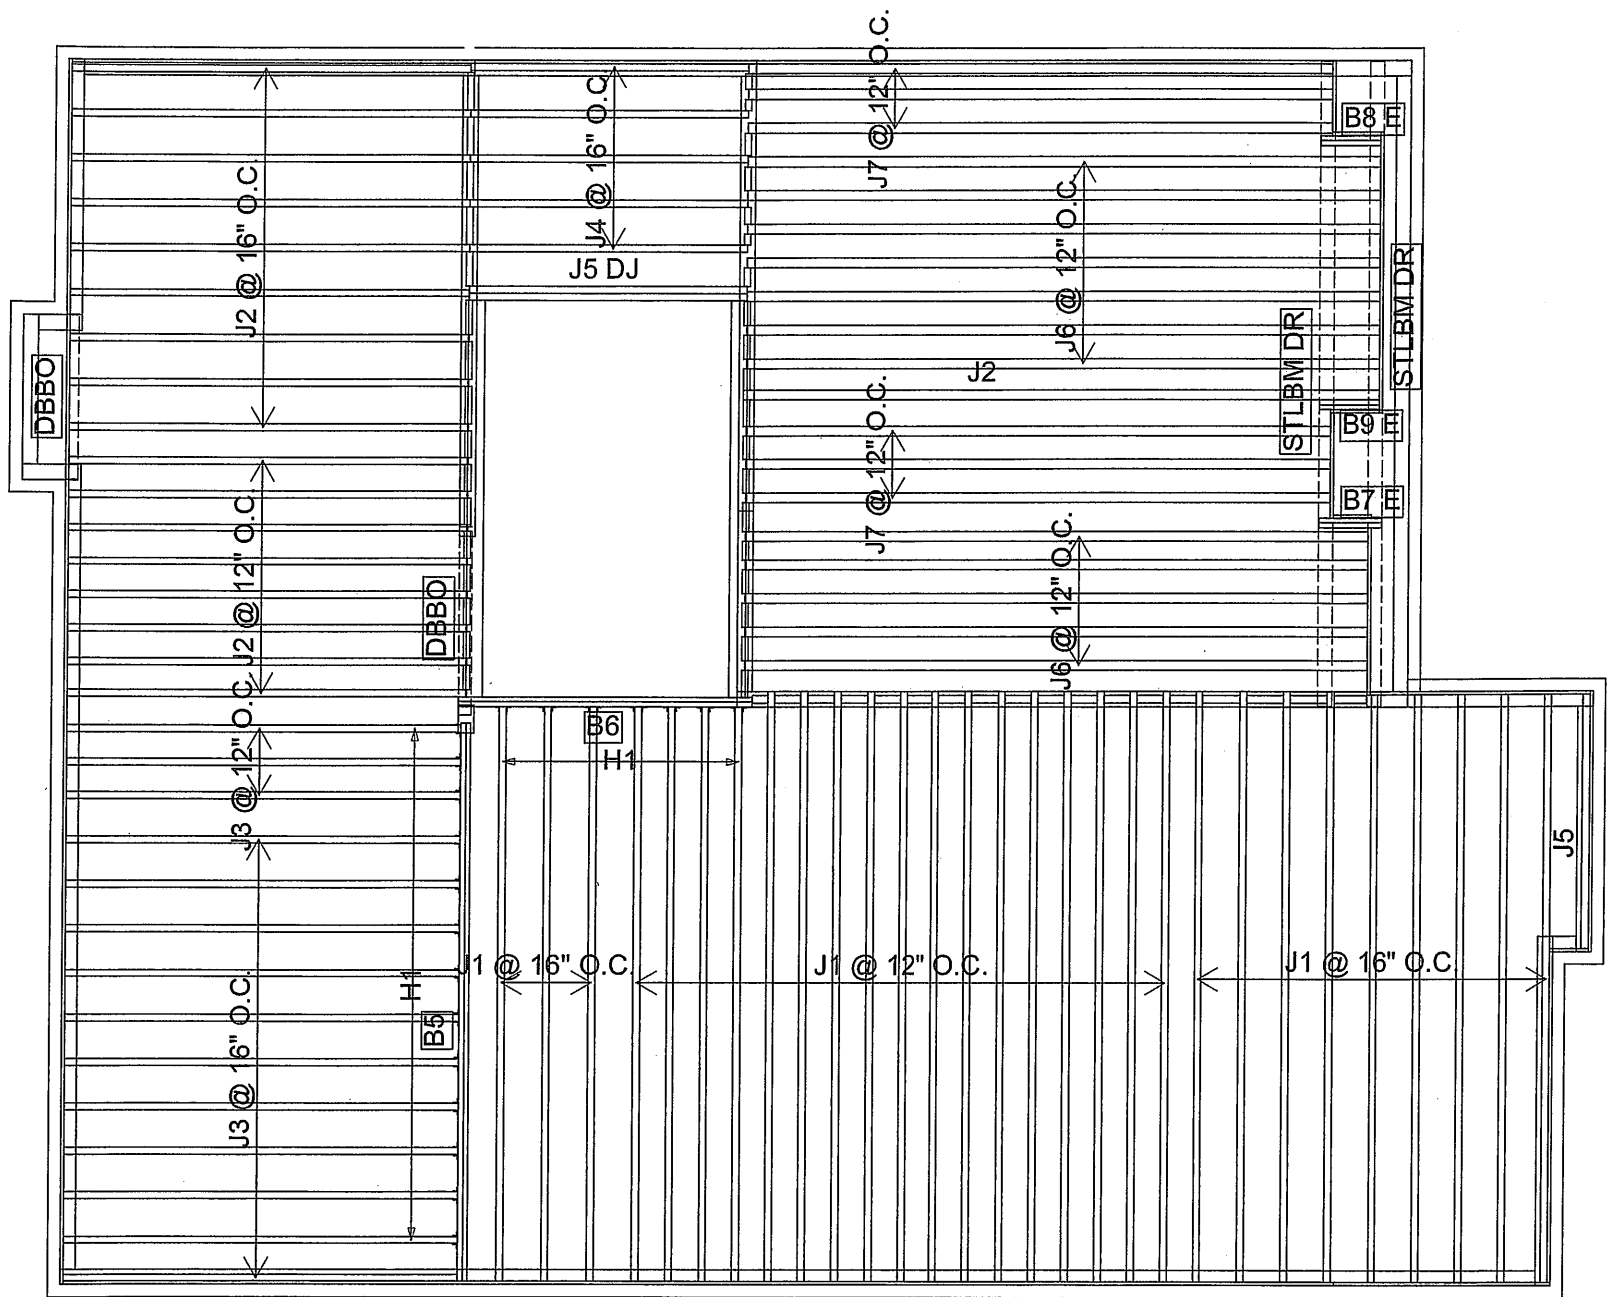 J7 @ 12" O.C.
B8 E
J2 @ 16" O.C.
J4 @ 16" O.C.
J5 DJ
J6 @ 12" O.C.
STLBM DR
STLBM DR
DBBO
J2
J7 @ 12" O.C.
B9 E
B7 E
J2 @ 12" O.C.
DBBO
J6 @ 12" O.C.
J3 @ 12" O.C.
B6
H1
J5
J3 @ 16" O.C.
H1
B5
J1 @ 16" O.C.
J1 @ 12" O.C.
J1 @ 16" O.C.